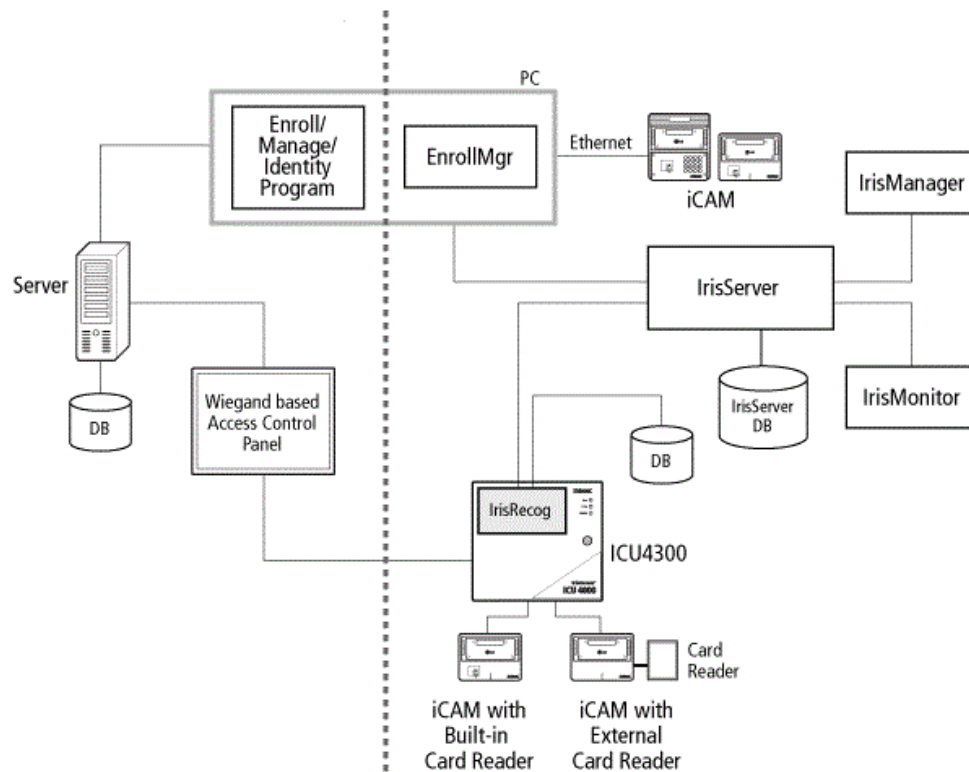 PC
Enroll/
Manage/
Identity
Program
EnrollMgr
Ethernet
iCAM
IrisManager
Server
IrisServer
DB
Wiegand based
Access Control
Panel
IrisServer
DB
IrisMonitor
DB
IrisRecog
ICU4300
ICU 4000
Card
Reader
iCAM with
Built-in
Card Reader
iCAM with
External
Card Reader